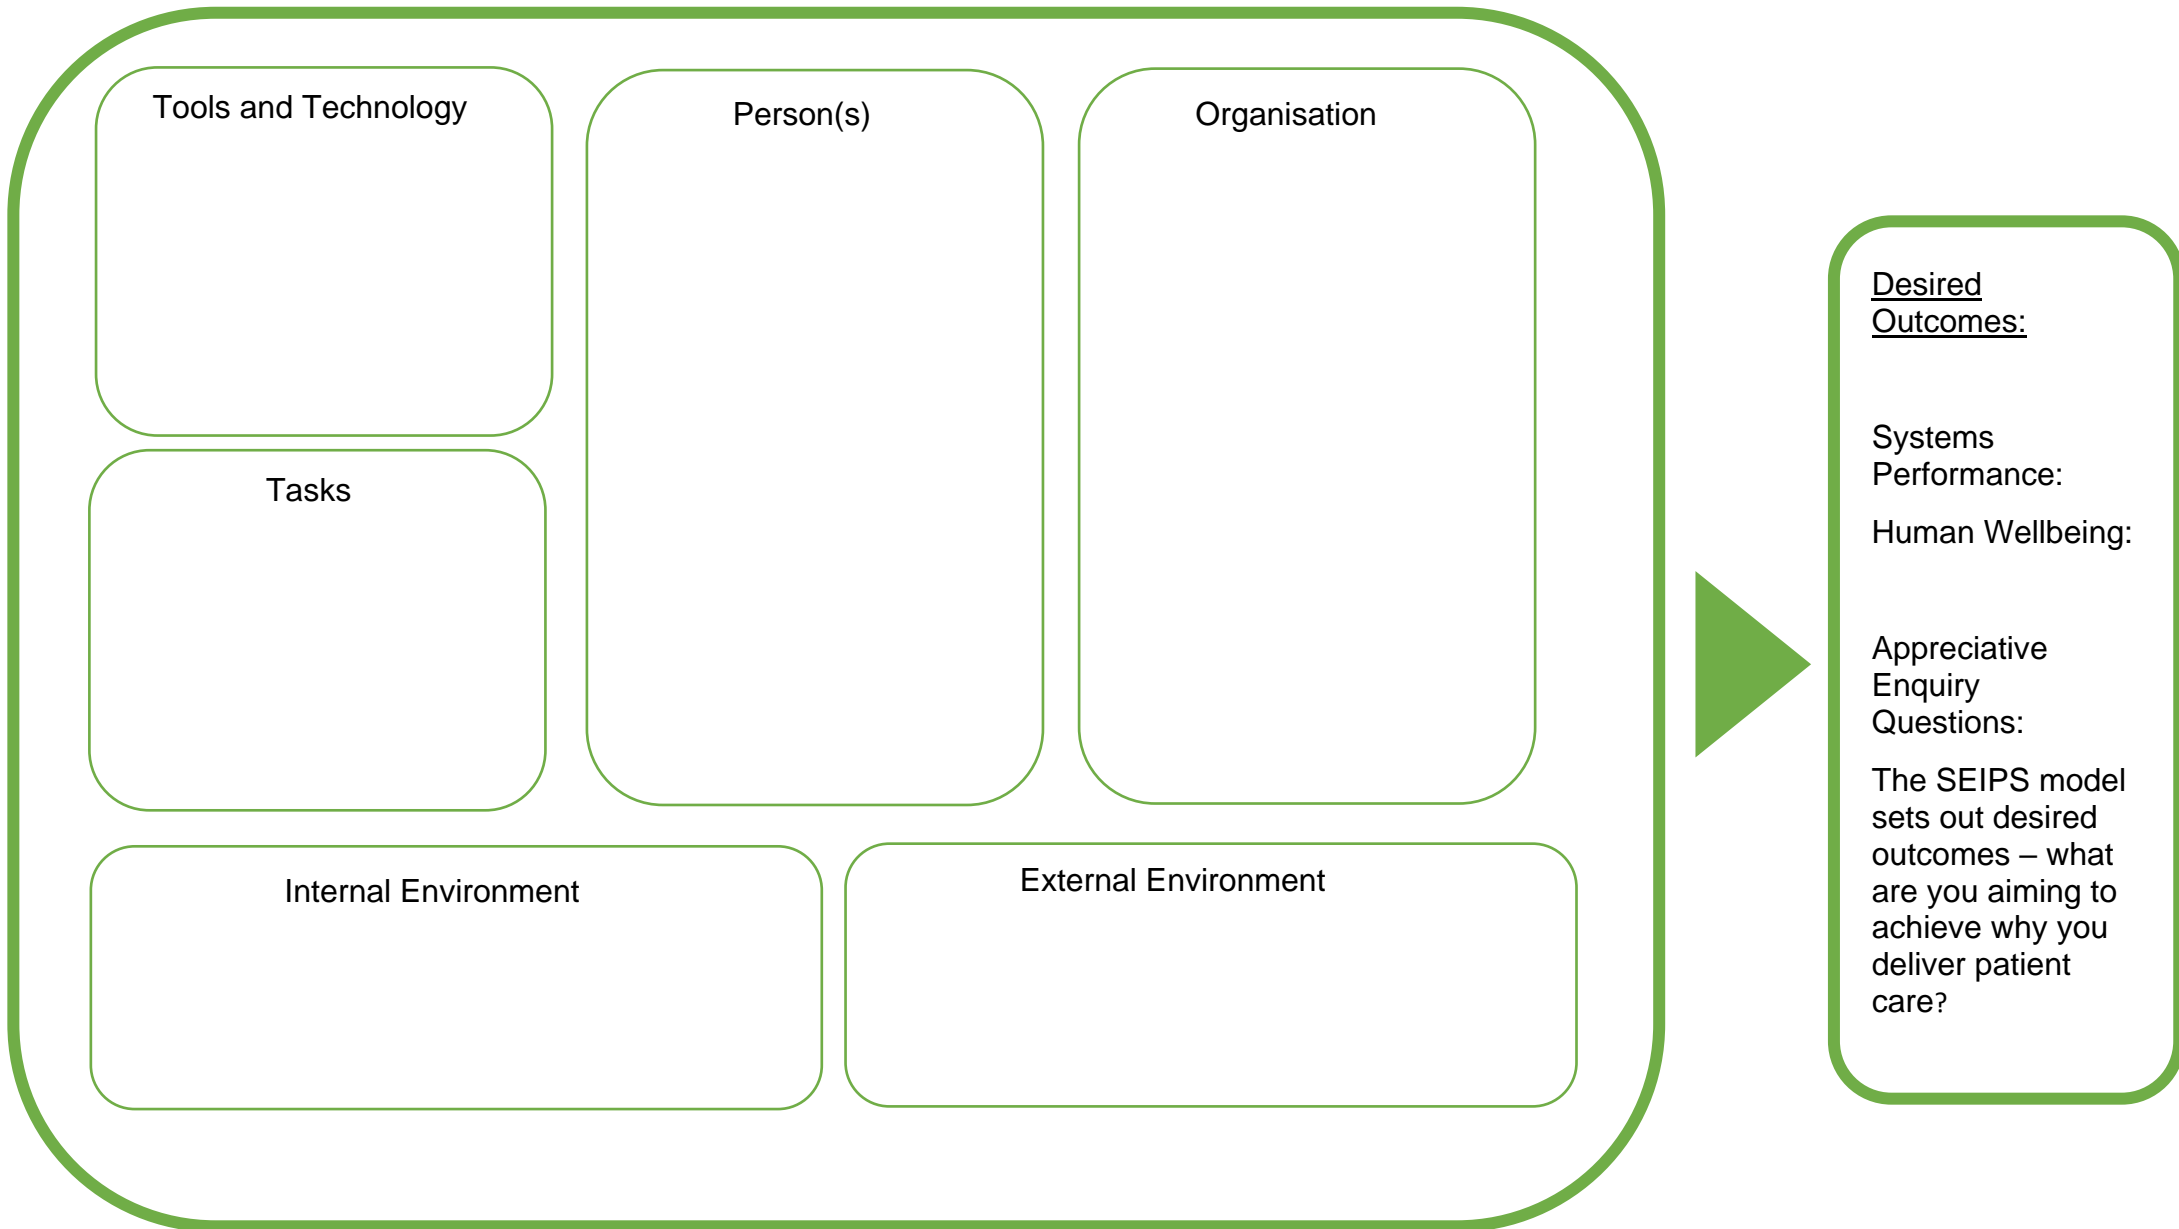 Tools and Technology
Person(s)
Organisation
Tasks
Internal Environment
External Environment
Desired
Outcomes:
Systems
Performance:
Human Wellbeing:
Appreciative
Enquiry
Questions:
The SEIPS model
sets out desired
outcomes – what
are you aiming to
achieve why you
deliver patient
care?